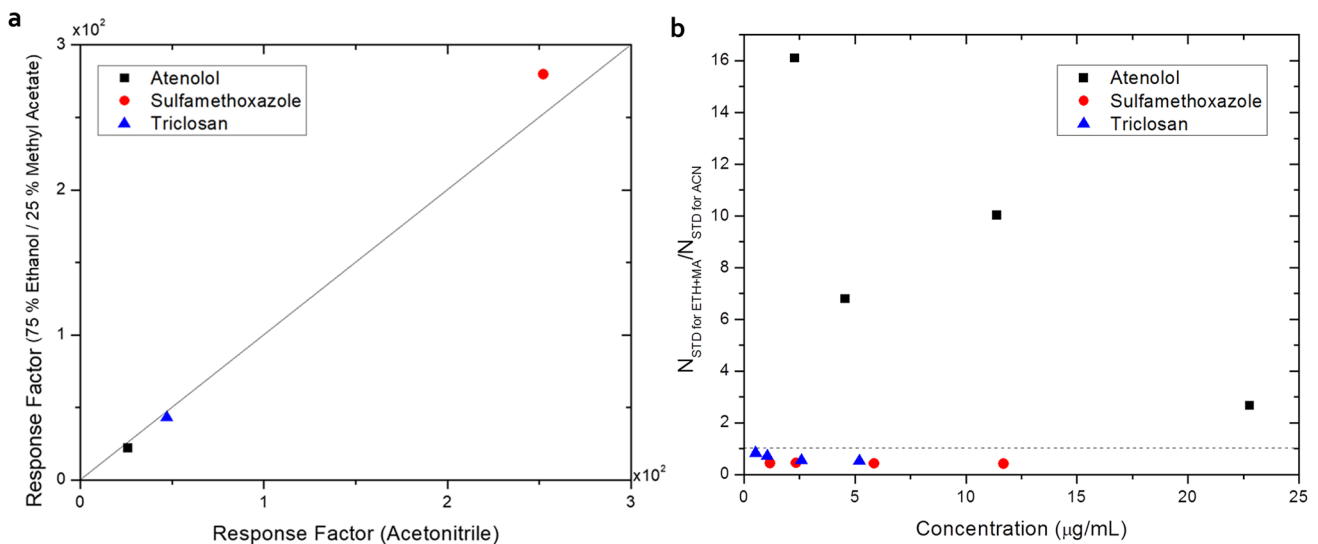 a
x10²
3
2
1
0
Response Factor (75 % Ethanol / 25 % Methyl Acetate)
Atenolol
Sulfamethoxazole
Triclosan
0
1
2
3
x10²
Response Factor (Acetonitrile)
b
16
14
12
10
8
6
4
2
0
N_STD for ETH+MA/N_STD for ACN
Atenolol
Sulfamethoxazole
Triclosan
0
5
10
15
20
25
Concentration (µg/mL)